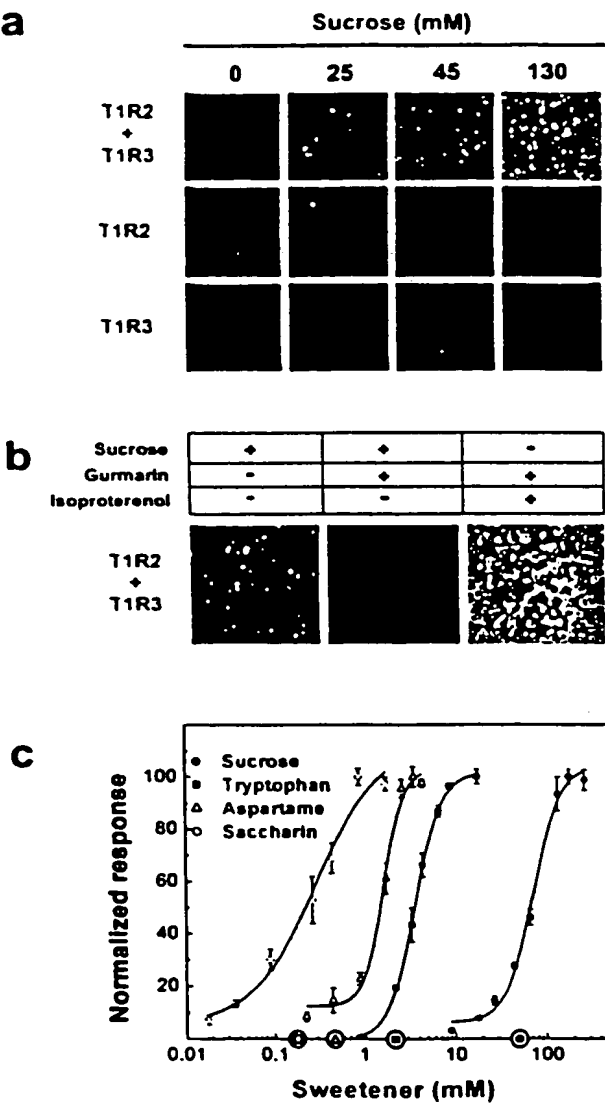 a
Sucrose (mM)
0 25 45 130
T1R2
+
T1R3
T1R2
T1R3
b
Sucrose + + -
Gurmarin - + +
Isoproterenol - - +
T1R2
+
T1R3
c
Sucrose
Tryptophan
Aspartame
Saccharin
Normalized response
100
80
60
40
20
0.01 0.1 1 10 100
Sweetener (mM)